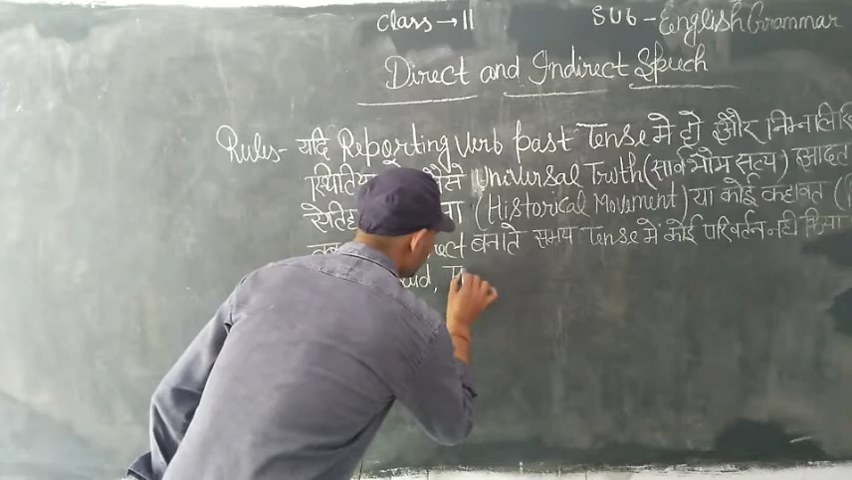 Class → 11 SUB - English Grammar
Direct and Indirect Speech
Rules - यदि Reporting Verb past Tense में हो और
Universal Truth (सार्वभौम सत्य) आदत
(Historical Movement) या कोई कहावत (
बनाते समय Tense में कोई परिवर्तन नही